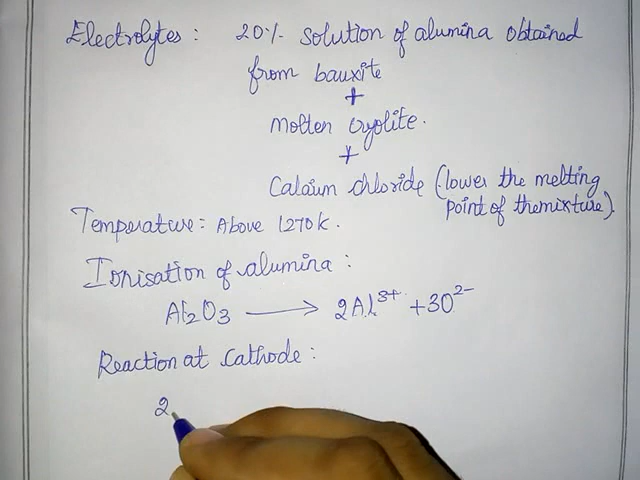 Electrolytes : 20% solution of alumina obtained
from bauxite
+
Molten cryolite.
+
Calcium chloride (lower the melting
point of the mixture).
Temperature : Above 1270k.
Ionisation of alumina :
Al2O3 ⟶ 2Al³⁺ + 3O²⁻
Reaction at Cathode :
2